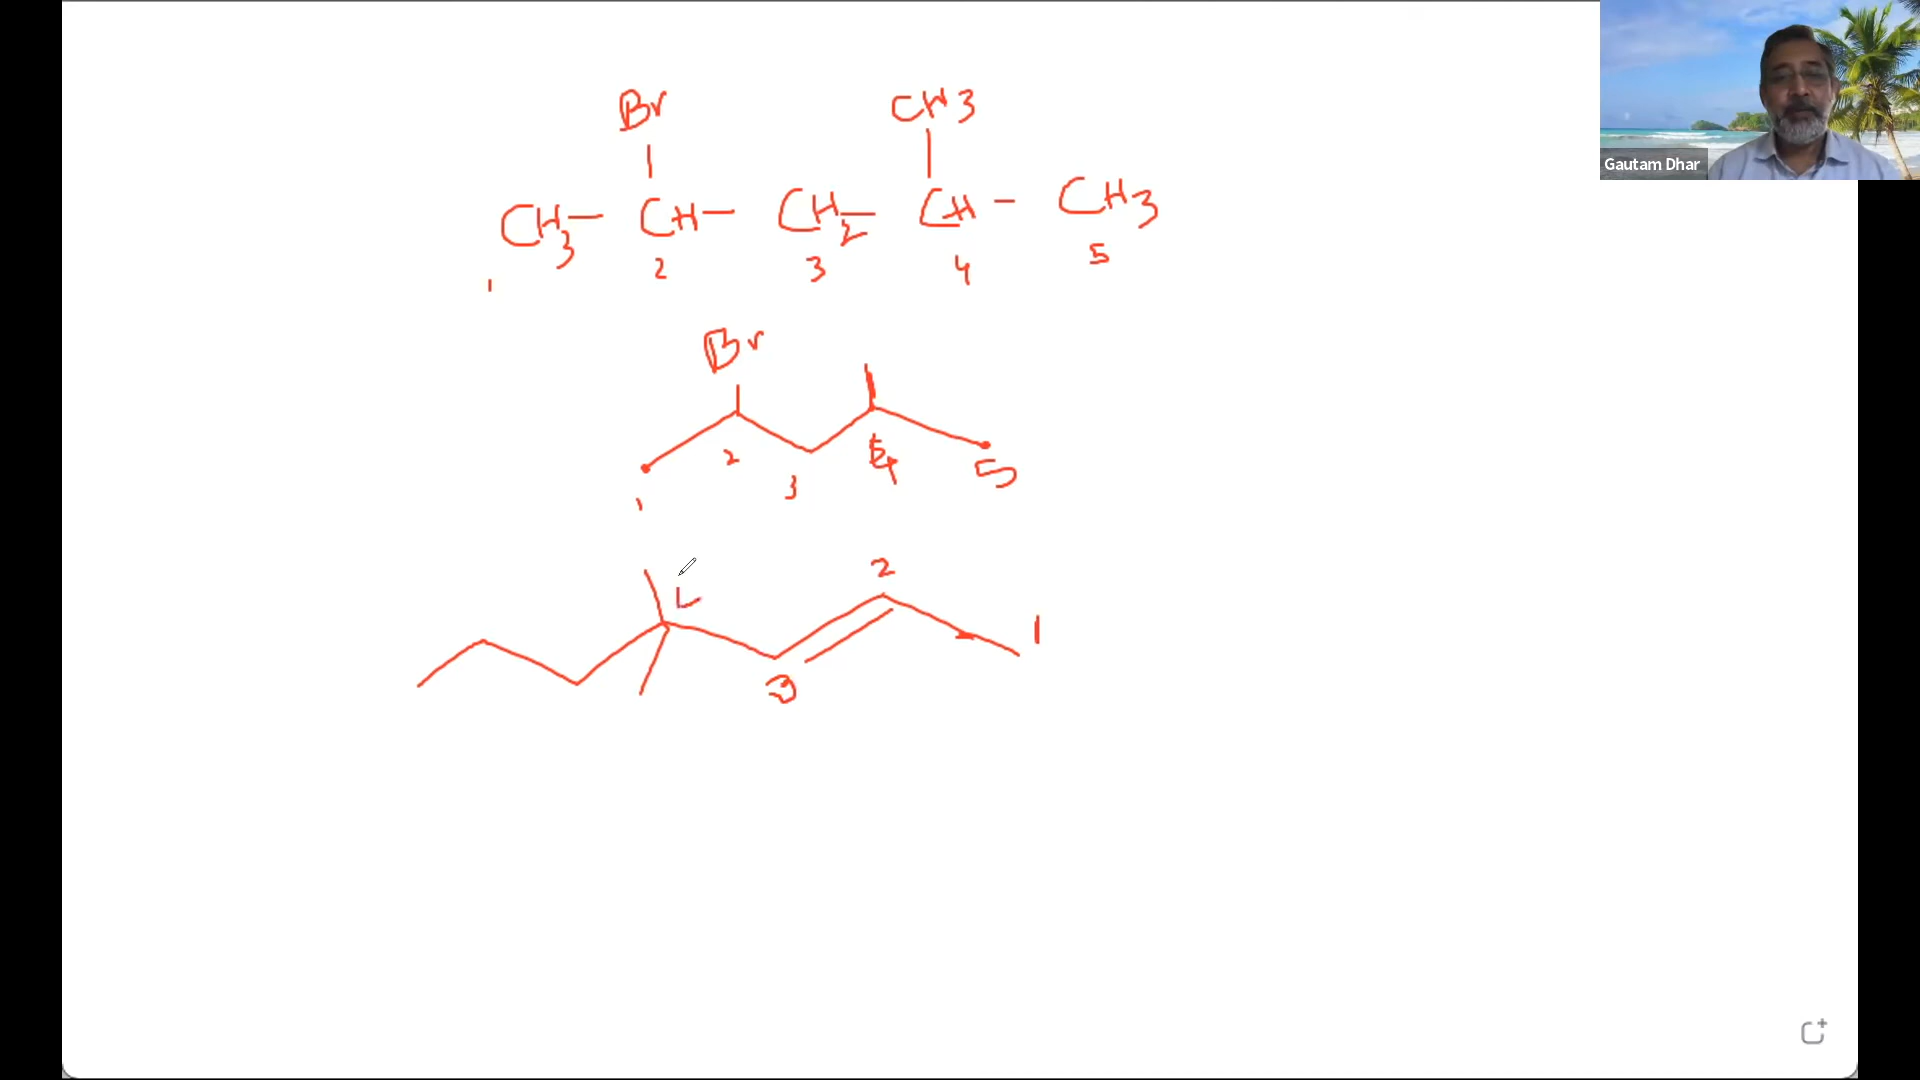 Gautam Dhar
Br CH3
CH3 - CH - CH2 - CH - CH3
1 2 3 4 5
Br
1 2 3 4 5
2
1
3